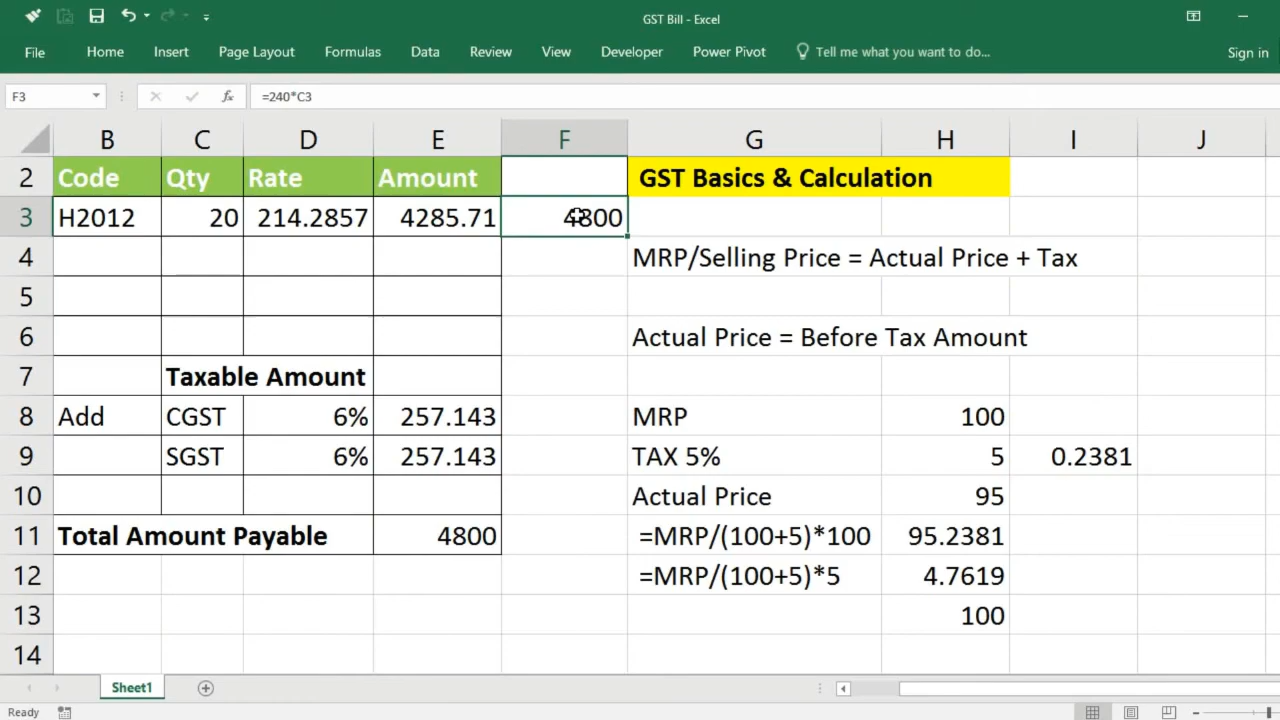 GST Bill - Excel
File Home Insert Page Layout Formulas Data Review View Developer Power Pivot Tell me what you want to do... Sign in
F3 fx =240*C3
B C D E F G H I J
2 Code Qty Rate Amount GST Basics & Calculation
3 H2012 20 214.2857 4285.71 4800
4 MRP/Selling Price = Actual Price + Tax
5
6 Actual Price = Before Tax Amount
7 Taxable Amount
8 Add CGST 6% 257.143 MRP 100
9 SGST 6% 257.143 TAX 5% 5 0.2381
10 Actual Price 95
11 Total Amount Payable 4800 =MRP/(100+5)*100 95.2381
12 =MRP/(100+5)*5 4.7619
13 100
14
Sheet1
Ready